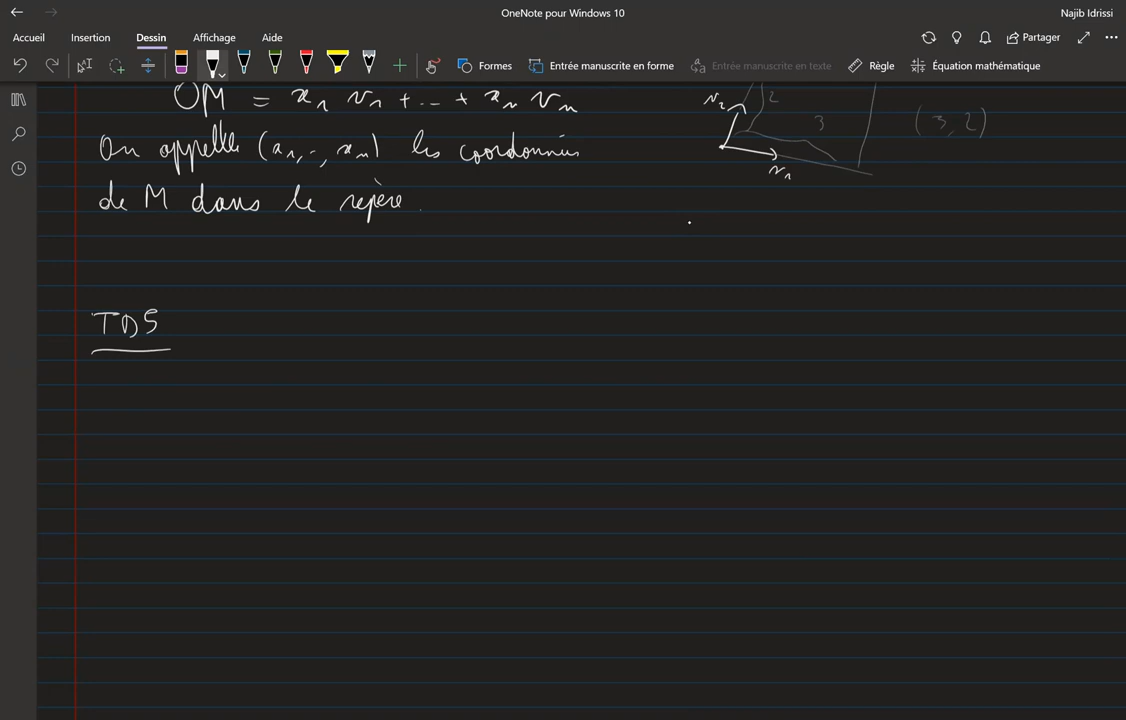 OneNote pour Windows 10
Najib Idrissi
Accueil Insertion Dessin Affichage Aide
Partager
Formes Entrée manuscrite en forme Entrée manuscrite en texte Règle Équation mathématique
OM = x₁ v₁ + ... + xₙ vₙ
On appelle (x₁, ..., xₙ) les coordonnées
de M dans le repère.
v₂ 2 3 (3, 2)
v₁
TD5